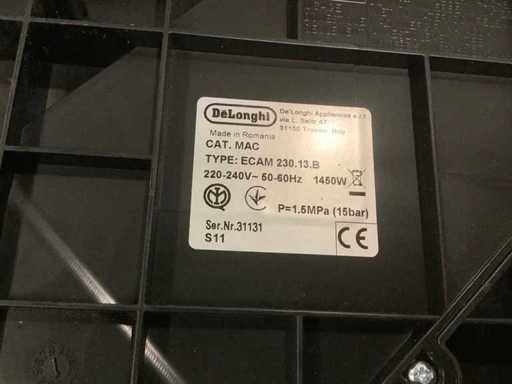 DeLonghi
De'Longhi Appliances s.r.l.
via L. Seitz 47
31100 Treviso Italy
Made in Romania
CAT. MAC
TYPE: ECAM 230.13.B
220-240V~ 50-60Hz 1450W
P=1.5MPa (15bar)
Ser.Nr.31131
S11
CE